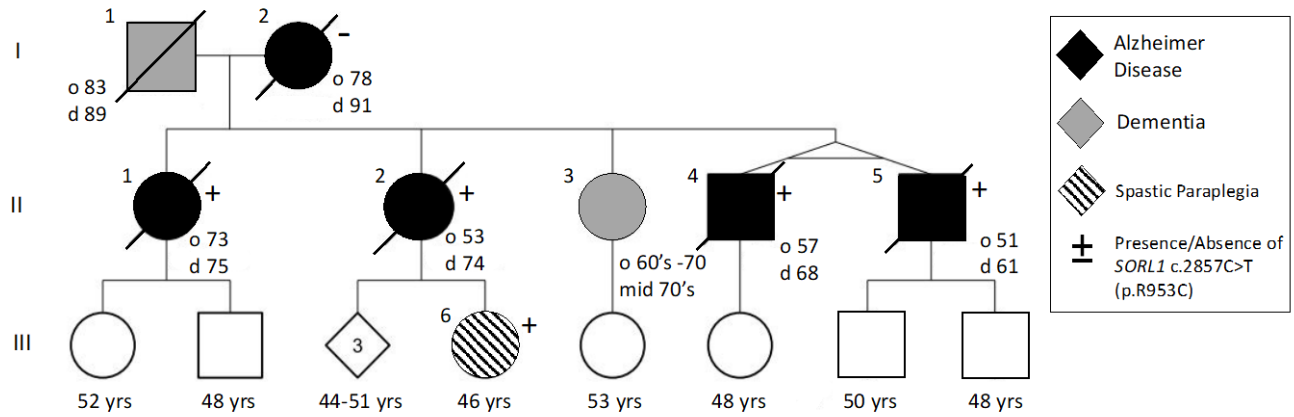 I
1
2
-
o 83
d 89
o 78
d 91
II
1
+
2
+
3
4
+
5
+
o 73
d 75
o 53
d 74
o 60's -70
mid 70's
o 57
d 68
o 51
d 61
III
3
6
+
52 yrs
48 yrs
44-51 yrs
46 yrs
53 yrs
48 yrs
50 yrs
48 yrs
Alzheimer
Disease
Dementia
Spastic Paraplegia
± Presence/Absence of
SORL1 c.2857C>T
(p.R953C)